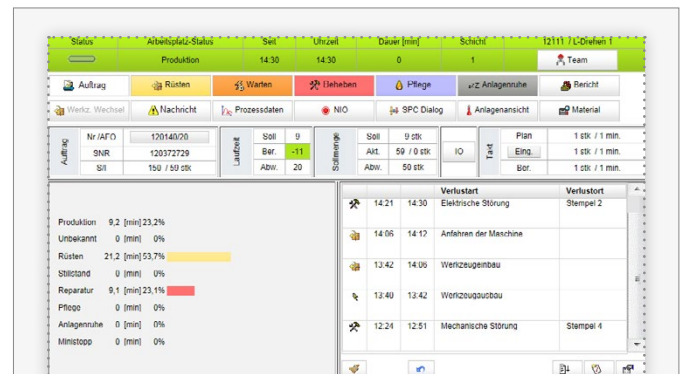 Status Arbeitsplatz-Status Seit Uhrzeit Dauer [min] Schicht 12111 / L-Drehen 1
Produktion 14:30 14:30 0 1 Team
Auftrag Rüsten Warten Beheben Pflege Anlagenruhe Bericht
Werkz. Wechsel Nachricht Prozessdaten NIO SPC Dialog Anlagenansicht Material
Auftrag Nr./AFO 120140/20 Laufzeit Soll 9 Sollmenge Soll 9 stk IO Takt Plan 1 stk / 1 min.
SNR 120372729 Ber. -11 Akt. 59 / 0 stk Eing. 1 stk / 1 min.
S/I 150 / 59 stk Abw. 20 Abw. 50 stk Ber. 1 stk / 1 min.
Verlustart Verlustort
14:21 14:30 Elektrische Störung Stempel 2
14:06 14:12 Anfahren der Maschine
13:42 14:06 Werkzeugeinbau
13:40 13:42 Werkzeugausbau
12:24 12:51 Mechanische Störung Stempel 4
Produktion 9,2 [min] 23,2%
Unbekannt 0 [min] 0%
Rüsten 21,2 [min] 53,7%
Stillstand 0 [min] 0%
Reparatur 9,1 [min] 23,1%
Pflege 0 [min] 0%
Anlagenruhe 0 [min] 0%
Ministopp 0 [min] 0%